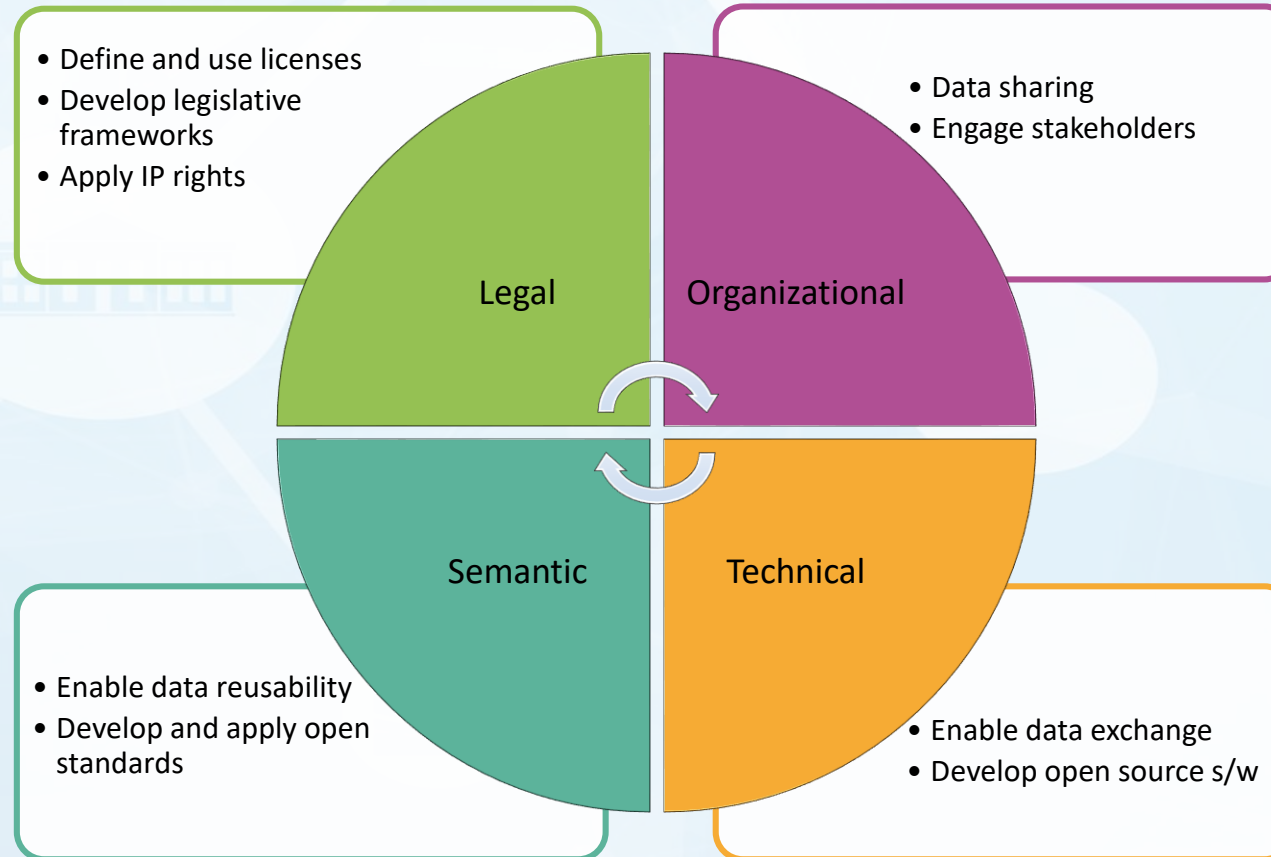 • Define and use licenses
• Develop legislative
frameworks
• Apply IP rights
• Data sharing
• Engage stakeholders
Legal
Organizational
Semantic
Technical
• Enable data reusability
• Develop and apply open
standards
• Enable data exchange
• Develop open source s/w